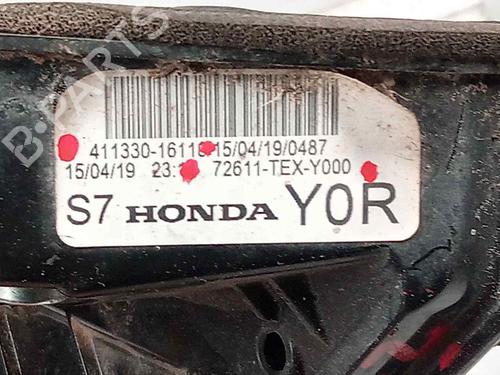 B-PARTS
411330-1611 15/04/19/0487
15/04/19 23: 72611-TEX-Y000
S7 HONDA Y0R